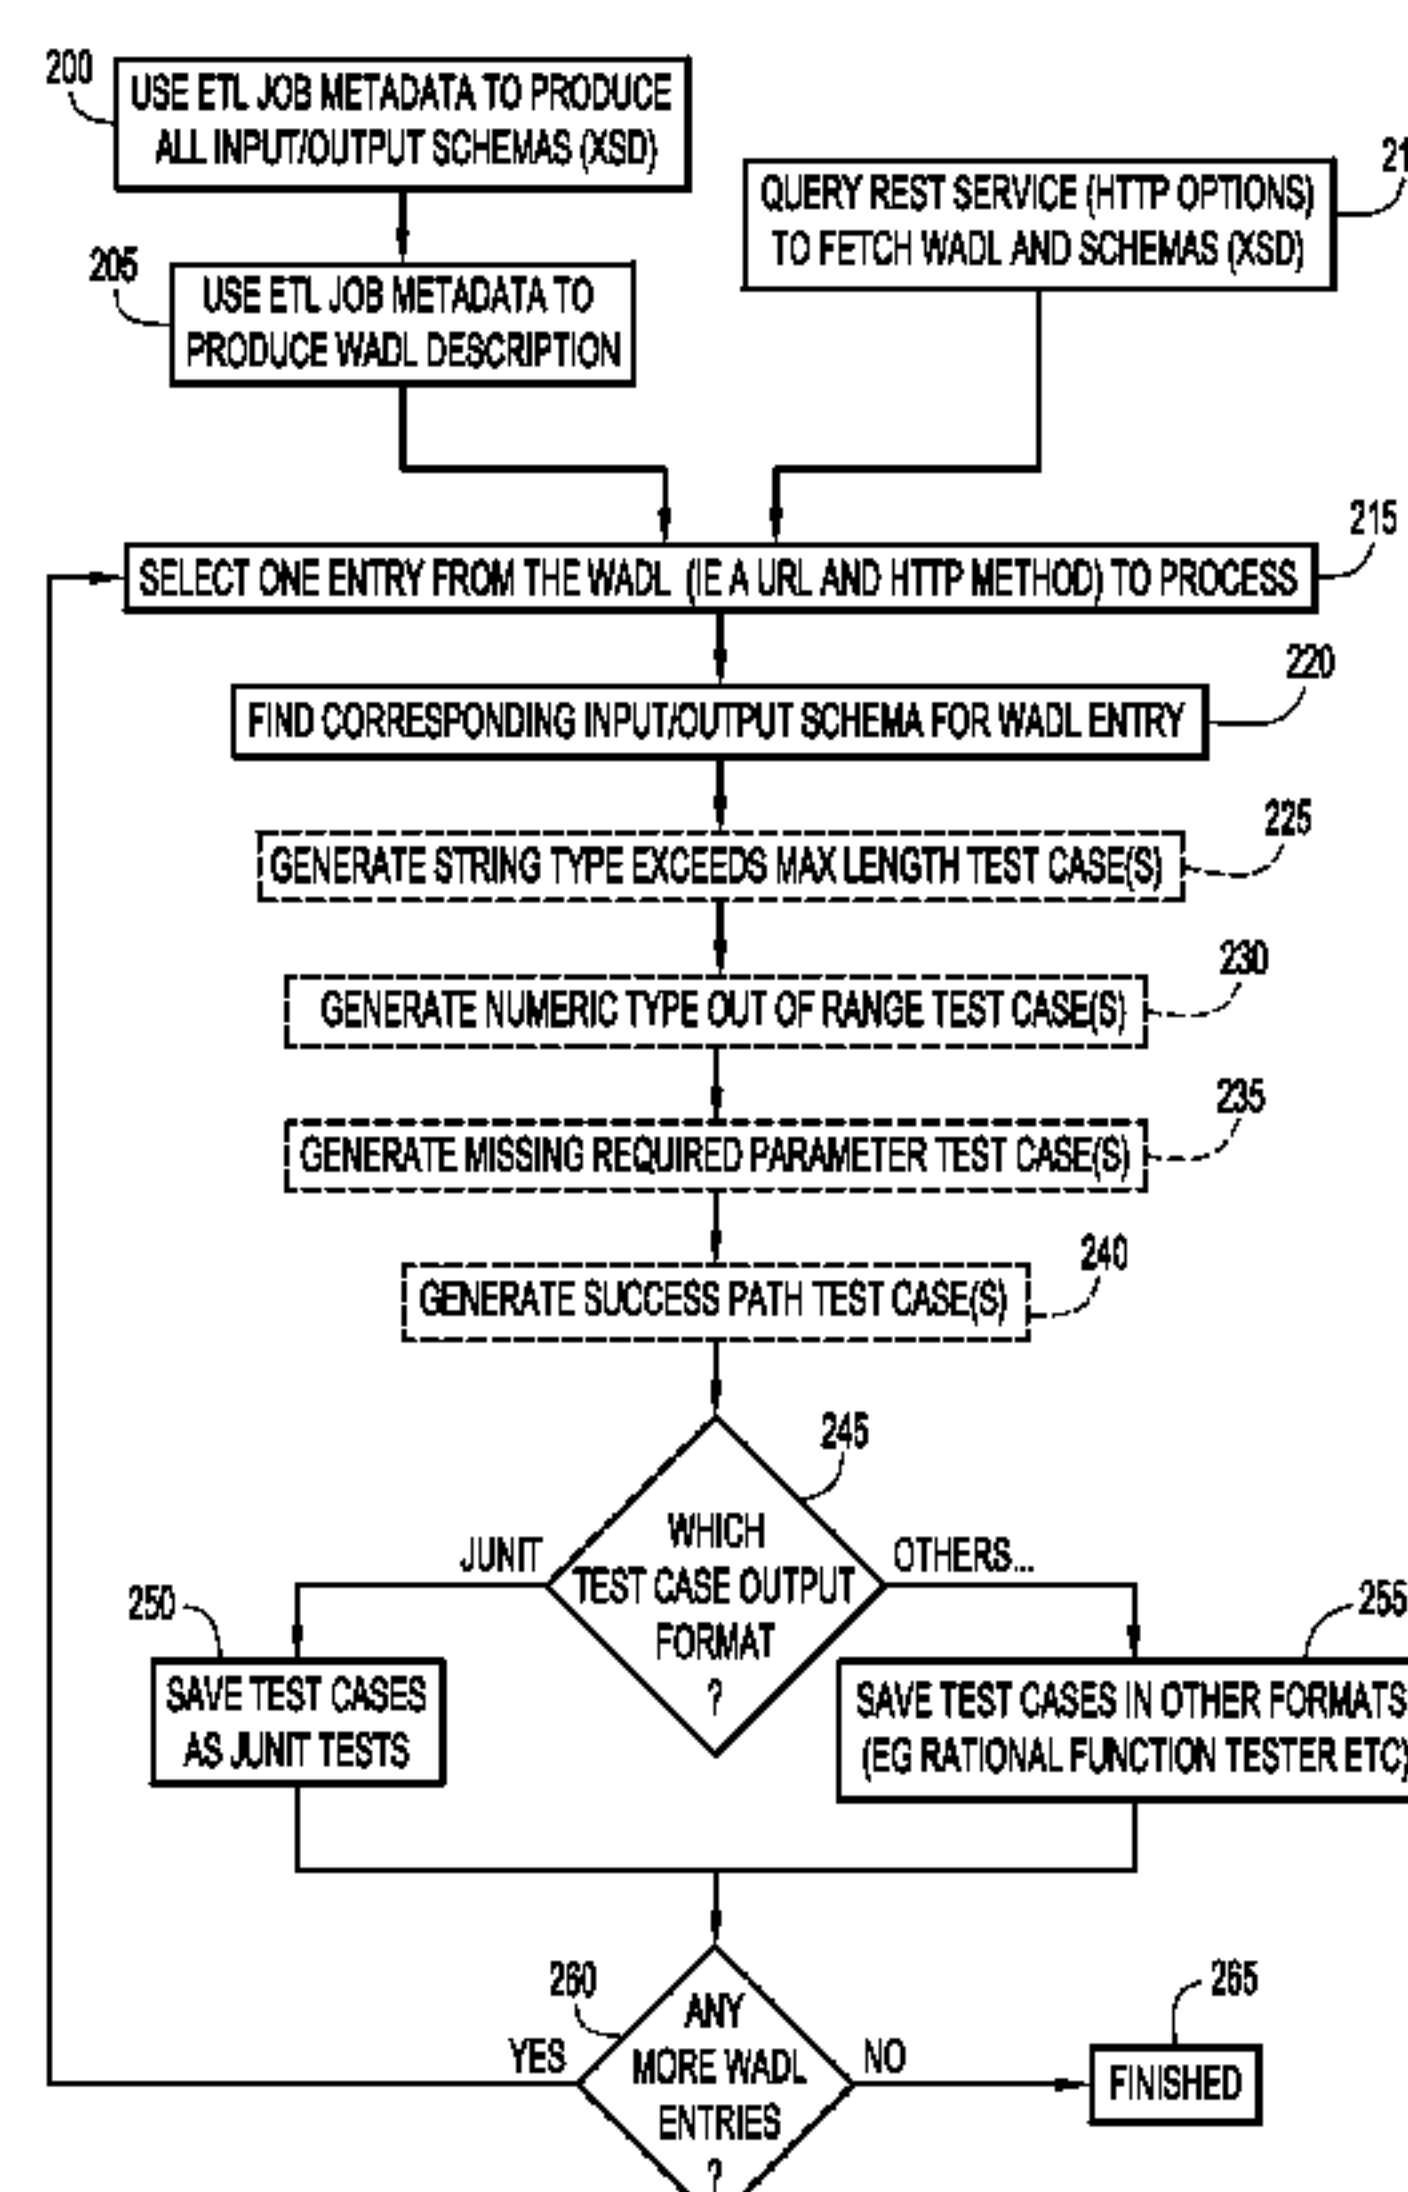 200
USE ETL JOB METADATA TO PRODUCE
ALL INPUT/OUTPUT SCHEMAS (XSD)
QUERY REST SERVICE (HTTP OPTIONS)
TO FETCH WADL AND SCHEMAS (XSD)
205
USE ETL JOB METADATA TO
PRODUCE WADL DESCRIPTION
215
SELECT ONE ENTRY FROM THE WADL (IE A URL AND HTTP METHOD) TO PROCESS
220
FIND CORRESPONDING INPUT/OUTPUT SCHEMA FOR WADL ENTRY
225
GENERATE STRING TYPE EXCEEDS MAX LENGTH TEST CASE(S)
230
GENERATE NUMERIC TYPE OUT OF RANGE TEST CASE(S)
235
GENERATE MISSING REQUIRED PARAMETER TEST CASE(S)
240
GENERATE SUCCESS PATH TEST CASE(S)
245
WHICH
TEST CASE OUTPUT
FORMAT
?
JUNIT
OTHERS...
250
SAVE TEST CASES
AS JUNIT TESTS
255
SAVE TEST CASES IN OTHER FORMATS
(EG RATIONAL FUNCTION TESTER ETC)
260
ANY
MORE WADL
ENTRIES
?
YES
NO
265
FINISHED